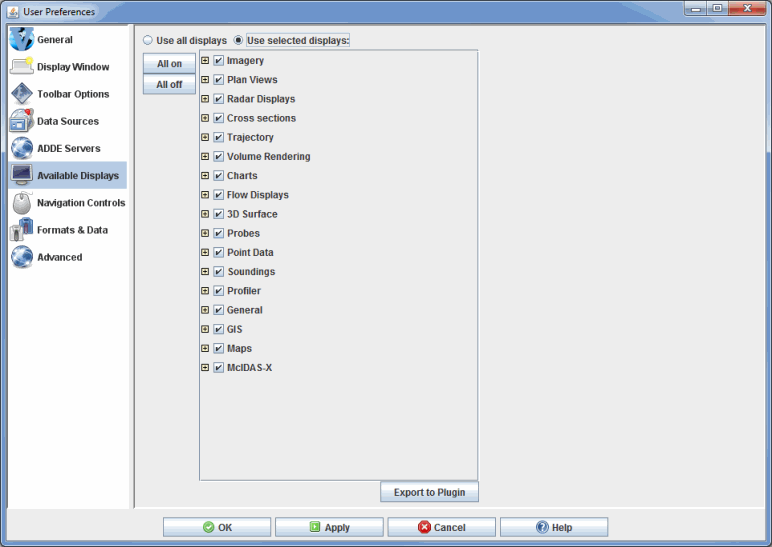 User Preferences
General
Display Window
Toolbar Options
Data Sources
ADDE Servers
Available Displays
Navigation Controls
Formats & Data
Advanced
Use all displays Use selected displays:
All on
All off
Imagery
Plan Views
Radar Displays
Cross sections
Trajectory
Volume Rendering
Charts
Flow Displays
3D Surface
Probes
Point Data
Soundings
Profiler
General
GIS
Maps
McIDAS-X
Export to Plugin
OK Apply Cancel Help